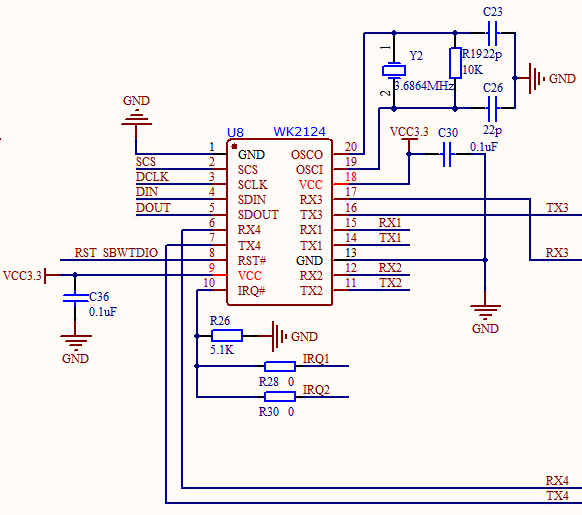 C23
1
Y2
R19
22p
10K
GND
3.6864MHz
C26
2
22p
GND
U8
WK2124
VCC3.3
C30
0.1uF
1 GND OSCO 20
SCS 2 SCS OSCI 19
DCLK 3 SCLK VCC 18
DIN 4 SDIN RX3 17
DOUT 5 SDOUT TX3 16 TX3
6 RX4 RX1 15 RX1
7 TX4 TX1 14 TX1
RST_SBWTDIO 8 RST# GND 13 RX3
VCC3.3 9 VCC RX2 12 RX2
10 IRQ# TX2 11 TX2
C36
0.1uF
GND
GND
R26
5.1K
GND
IRQ1
R28 0
IRQ2
R30 0
RX4
TX4